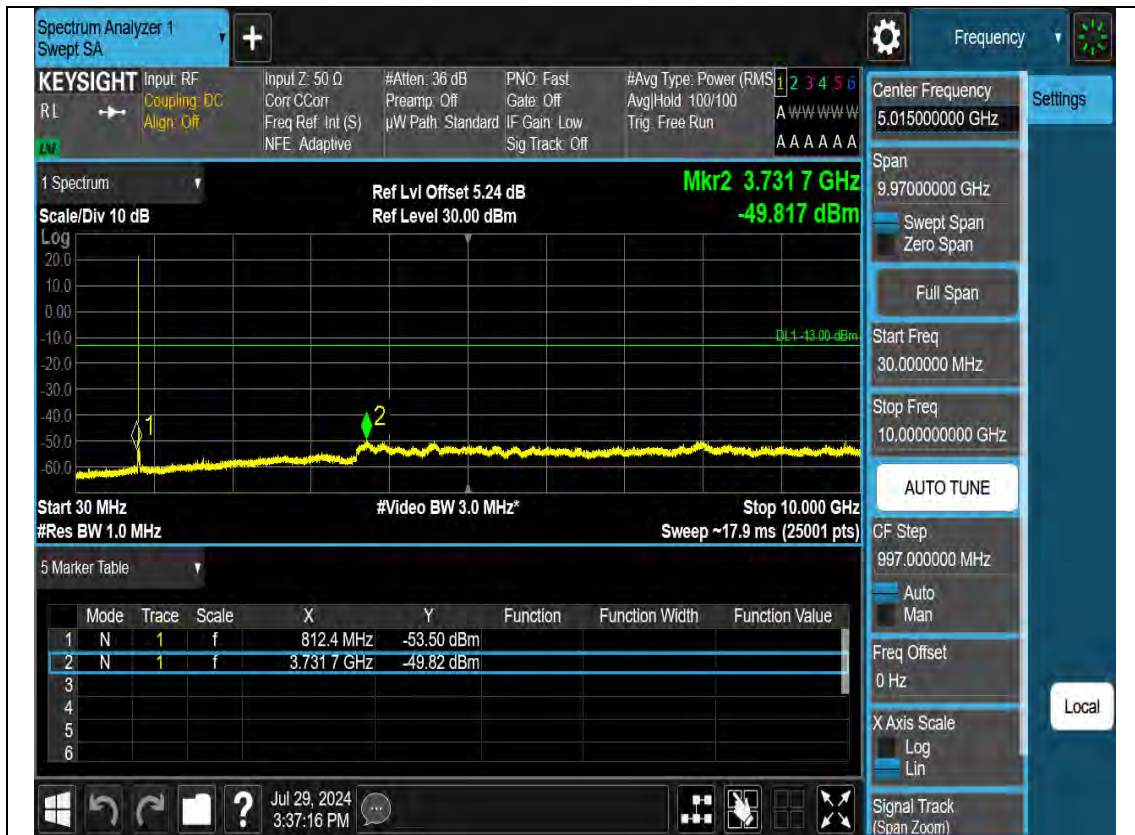 Spectrum Analyzer 1
Swept SA
+
Frequency
KEYSIGHT
RL
Input: RF
Coupling: DC
Align: Off
Input Z: 50 Ω
Corr CCorr
Freq Ref: Int (S)
NFE: Adaptive
#Atten: 36 dB
Preamp: Off
µW Path: Standard
PNO: Fast
Gate: Off
IF Gain: Low
Sig Track: Off
#Avg Type: Power (RMS
Avg|Hold: 100/100
Trig: Free Run
1 2 3 4 5 6
A W W W W W
A A A A A A
1 Spectrum
Scale/Div 10 dB
Ref Lvl Offset 5.24 dB
Ref Level 30.00 dBm
Mkr2 3.731 7 GHz
-49.817 dBm
Log
20.0
10.0
0.00
-10.0
-20.0
-30.0
-40.0
-50.0
-60.0
DL1 -13.00 dBm
1
2
Start 30 MHz
#Res BW 1.0 MHz
#Video BW 3.0 MHz*
Stop 10.000 GHz
Sweep ~17.9 ms (25001 pts)
5 Marker Table
Mode Trace Scale X Y Function Function Width Function Value
1 N 1 f 812.4 MHz -53.50 dBm
2 N 1 f 3.731 7 GHz -49.82 dBm
3
4
5
6
?
Jul 29, 2024
3:37:16 PM
Center Frequency
5.015000000 GHz
Span
9.97000000 GHz
Swept Span
Zero Span
Full Span
Start Freq
30.000000 MHz
Stop Freq
10.000000000 GHz
AUTO TUNE
CF Step
997.000000 MHz
Auto
Man
Freq Offset
0 Hz
X Axis Scale
Log
Lin
Signal Track
(Span Zoom)
Settings
Local